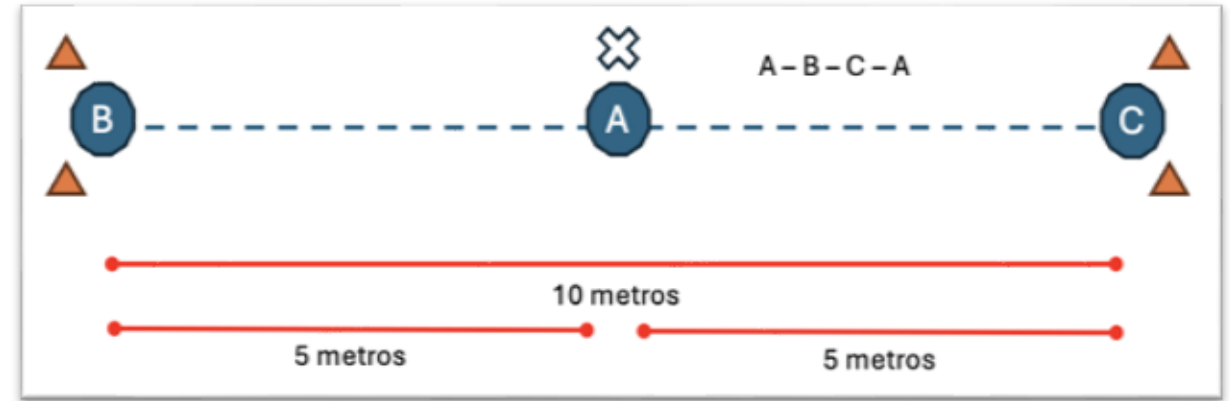 A – B – C – A
B
A
C
10 metros
5 metros
5 metros